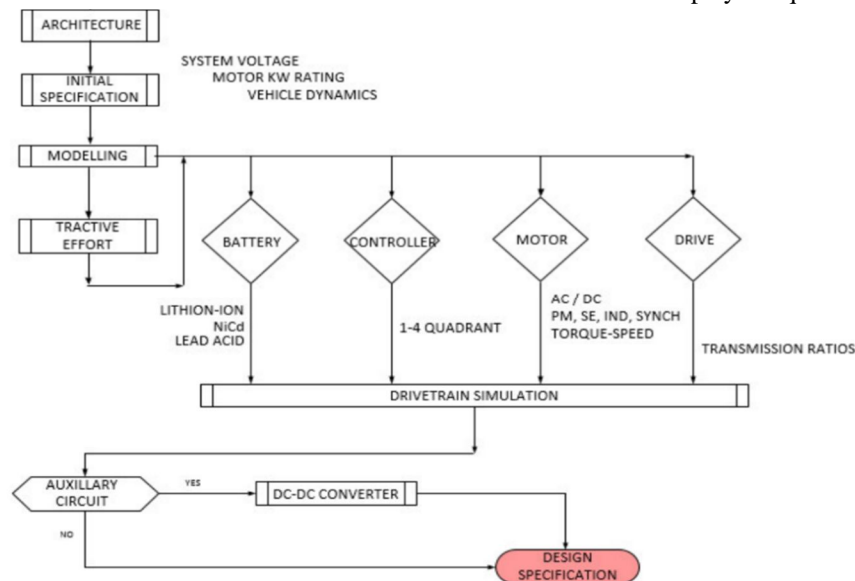 ARCHITECTURE
SYSTEM VOLTAGE
MOTOR KW RATING
VEHICLE DYNAMICS
INITIAL
SPECIFICATION
MODELLING
TRACTIVE
EFFORT
BATTERY
CONTROLLER
MOTOR
DRIVE
LITHION-ION
NiCd
LEAD ACID
1-4 QUADRANT
AC / DC
PM, SE, IND, SYNCH
TORQUE-SPEED
TRANSMISSION RATIOS
DRIVETRAIN SIMULATION
AUXILLARY
CIRCUIT
YES
DC-DC CONVERTER
NO
DESIGN
SPECIFICATION